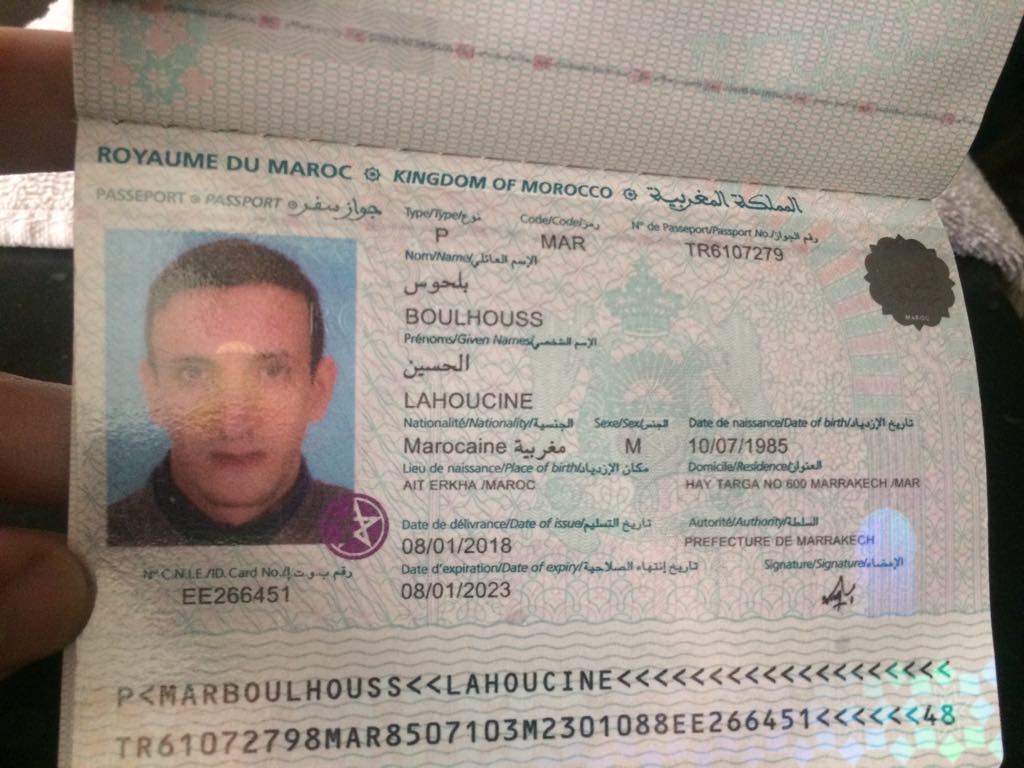 ROYAUME DU MAROC KINGDOM OF MOROCCO المملكة المغربية
PASSEPORT PASSPORT جواز سفر
Type/Type/نوع Code/Code/رمز N° de Passeport/Passport No./رقم الجواز
P MAR TR6107279
Nom/Name/الإسم العائلي
بلحوس
BOULHOUSS
Prénoms/Given Names/الإسم الشخصي
الحسين
LAHOUCINE
Nationalité/Nationality/الجنسية Sexe/Sex/الجنس Date de naissance/Date of birth/تاريخ الإزدياد
Marocaine مغربية M 10/07/1985
Lieu de naissance/Place of birth/مكان الإزدياد Domicile/Residence/العنوان
AIT ERKHA /MAROC HAY TARGA NO 600 MARRAKECH /MAR
Date de délivrance/Date of issue/تاريخ التسليم Autorité/Authority/السلطة
08/01/2018 PREFECTURE DE MARRAKECH
Date d'expiration/Date of expiry/تاريخ إنتهاء الصلاحية Signature/Signature/الإمضاء
08/01/2023
N° C.N.I.E./ID. Card No./رقم ب.و.ت.إ
EE266451
MAROC
P<MARBOULHOUSS<<LAHOUCINE<<<<<<<<<<<<<<<<<<<
TR61072798MAR8507103M2301088EE266451<<<<<<48